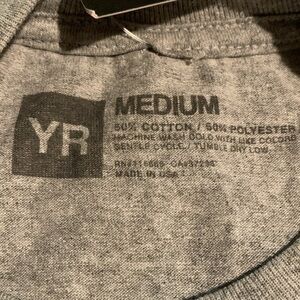 YR
MEDIUM
50% COTTON / 50% POLYESTER
MACHINE WASH COLD WITH LIKE COLORS
GENTLE CYCLE / TUMBLE DRY LOW
MADE IN USA